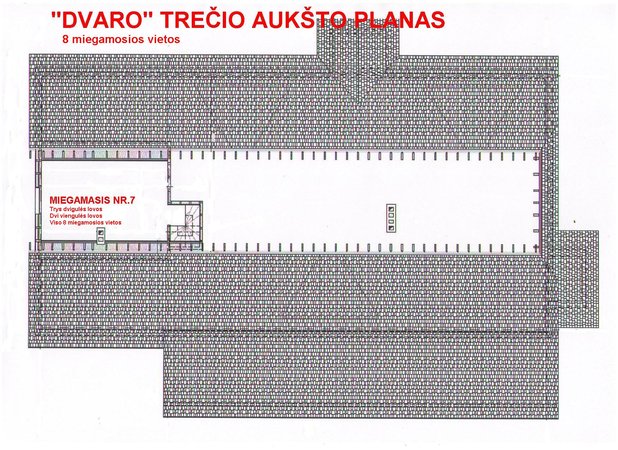 "DVARO" TREČIO AUKŠTO PLANAS
8 miegamosios vietos
MIEGAMASIS NR.7
Trys dvigulės lovos
Dvi viengulės lovos
Viso 8 miegamosios vietos